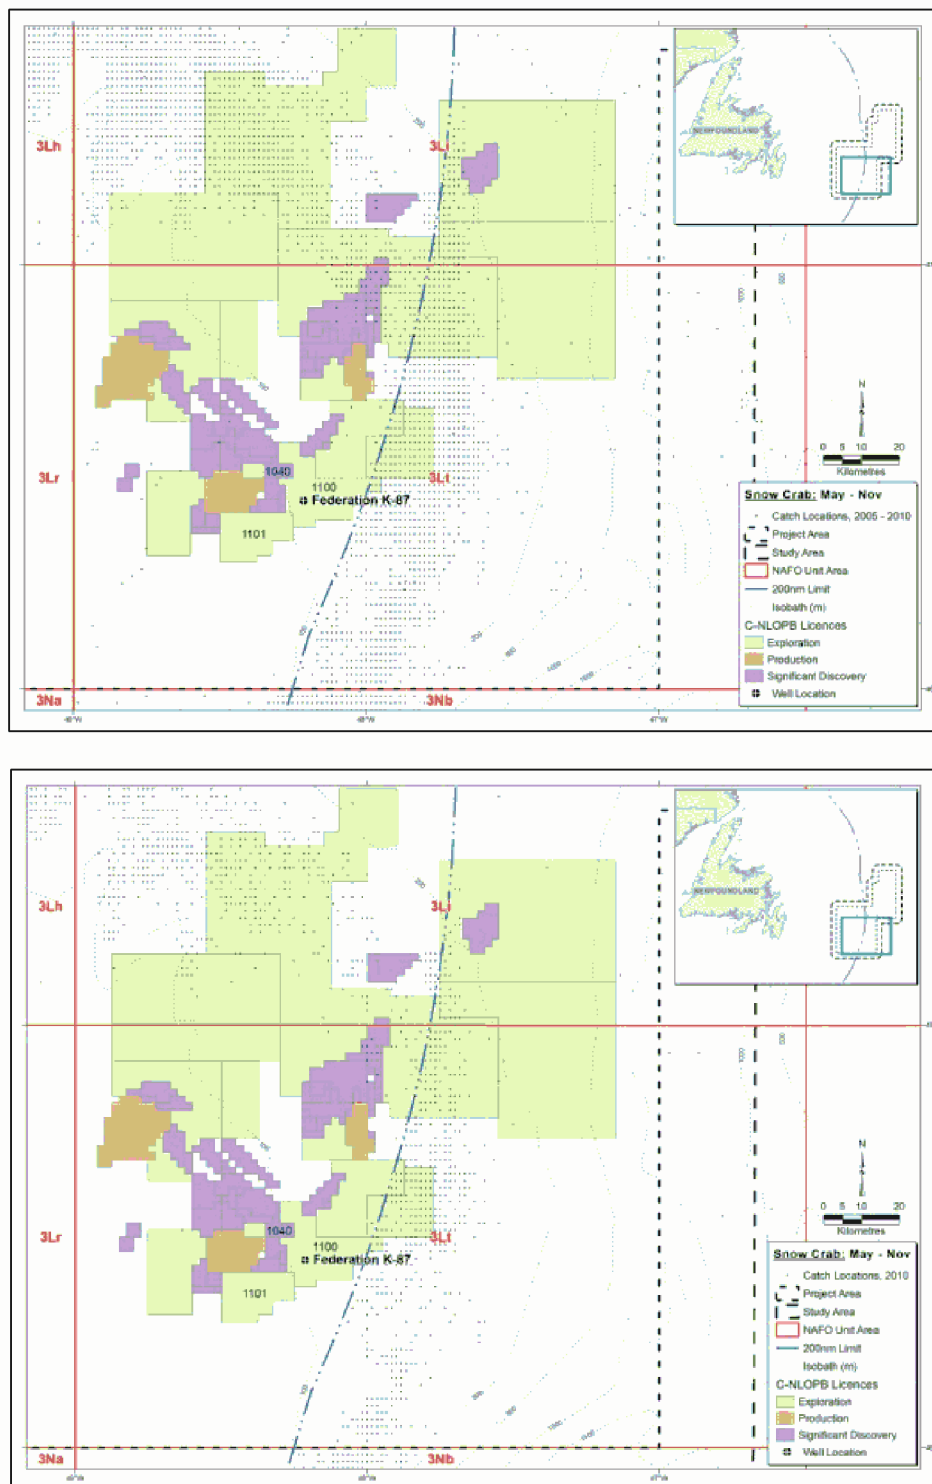 3Lh
3Li
NEWFOUNDLAND
3Lr
3Lt
1040
1100
Federation K-87
1101
3Na
3Nb
N
0 5 10 20
Kilometres
Snow Crab: May - Nov
Catch Locations, 2005 - 2010
Project Area
Study Area
NAFO Unit Area
200nm Limit
Isobath (m)
C-NLOPB Licences
Exploration
Production
Significant Discovery
Well Location
3Lh
3Li
NEWFOUNDLAND
3Lr
3Lt
1040
1100
Federation K-87
1101
3Na
3Nb
N
0 5 10 20
Kilometres
Snow Crab: May - Nov
Catch Locations, 2010
Project Area
Study Area
NAFO Unit Area
200nm Limit
Isobath (m)
C-NLOPB Licences
Exploration
Production
Significant Discovery
Well Location